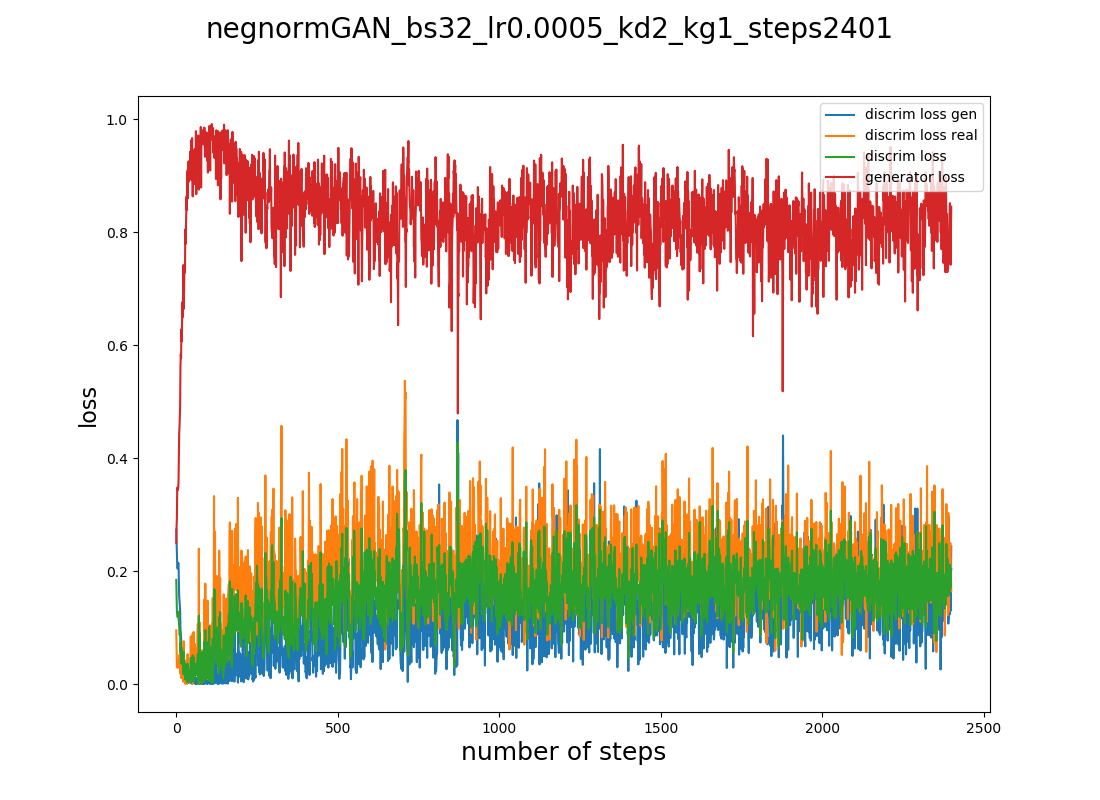 negnormGAN_bs32_lr0.0005_kd2_kg1_steps2401
discrim loss gen
discrim loss real
discrim loss
generator loss
1.0
0.8
0.6
0.4
0.2
0.0
loss
0
500
1000
1500
2000
2500
number of steps